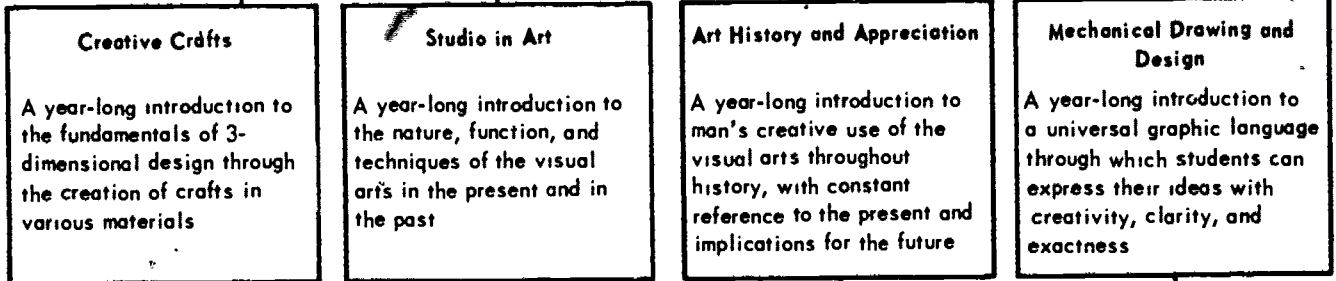 Creative Crafts
A year-long introduction to
the fundamentals of 3-
dimensional design through
the creation of crafts in
various materials
Studio in Art
A year-long introduction to
the nature, function, and
techniques of the visual
arts in the present and in
the past
Art History and Appreciation
A year-long introduction to
man's creative use of the
visual arts throughout
history, with constant
reference to the present and
implications for the future
Mechanical Drawing and
Design
A year-long introduction to
a universal graphic language
through which students can
express their ideas with
creativity, clarity, and
exactness